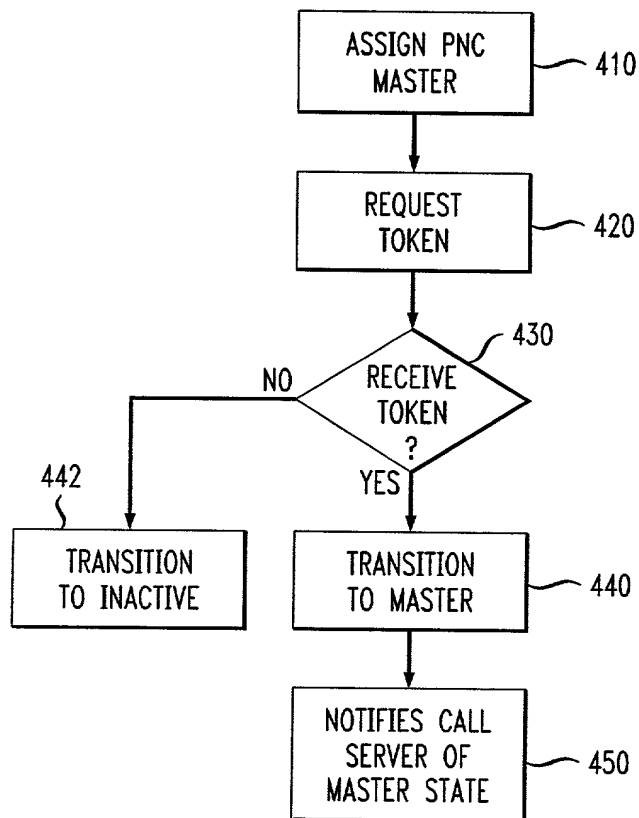 ASSIGN PNC
MASTER
410
REQUEST
TOKEN
420
430
RECEIVE
TOKEN
?
NO
YES
442
TRANSITION
TO INACTIVE
TRANSITION
TO MASTER
440
NOTIFIES CALL
SERVER OF
MASTER STATE
450